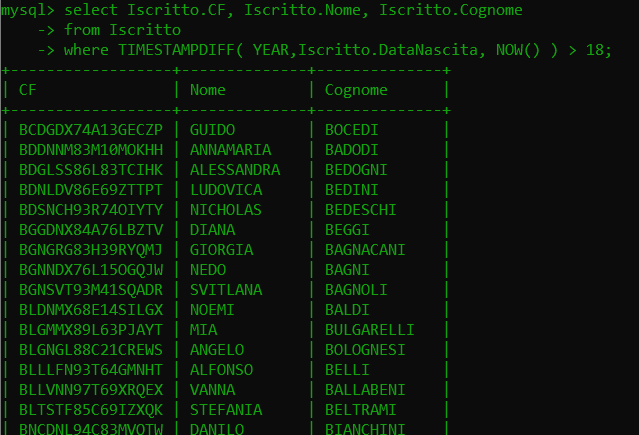 mysql> select Iscritto.CF, Iscritto.Nome, Iscritto.Cognome
-> from Iscritto
-> where TIMESTAMPDIFF( YEAR,Iscritto.DataNascita, NOW() ) > 18;
+------------------+------------+--------------+
| CF | Nome | Cognome |
+------------------+------------+--------------+
| BCDGDX74A13GECZP | GUIDO | BOCEDI |
| BDDNNM83M10MOKHH | ANNAMARIA | BADODI |
| BDGLSS86L83TCIHK | ALESSANDRA | BEDOGNI |
| BDNLDV86E69ZTTPT | LUDOVICA | BEDINI |
| BDSNCH93R74OIYTY | NICHOLAS | BEDESCHI |
| BGGDNX84A76LBZTV | DIANA | BEGGI |
| BGNGRG83H39RYQMJ | GIORGIA | BAGNACANI |
| BGNNDX76L15OGQJW | NEDO | BAGNI |
| BGNSVT93M41SQADR | SVITLANA | BAGNOLI |
| BLDNMX68E14SILGX | NOEMI | BALDI |
| BLGMMX89L63PJAYT | MIA | BULGARELLI |
| BLGNGL88C21CREWS | ANGELO | BOLOGNESI |
| BLLLFN93T64GMNHT | ALFONSO | BELLI |
| BLLVNN97T69XRQEX | VANNA | BALLABENI |
| BLTSTF85C69IZXQK | STEFANIA | BELTRAMI |
| BNCDNL94C83MVOTW | DANILO | BIANCHINI |